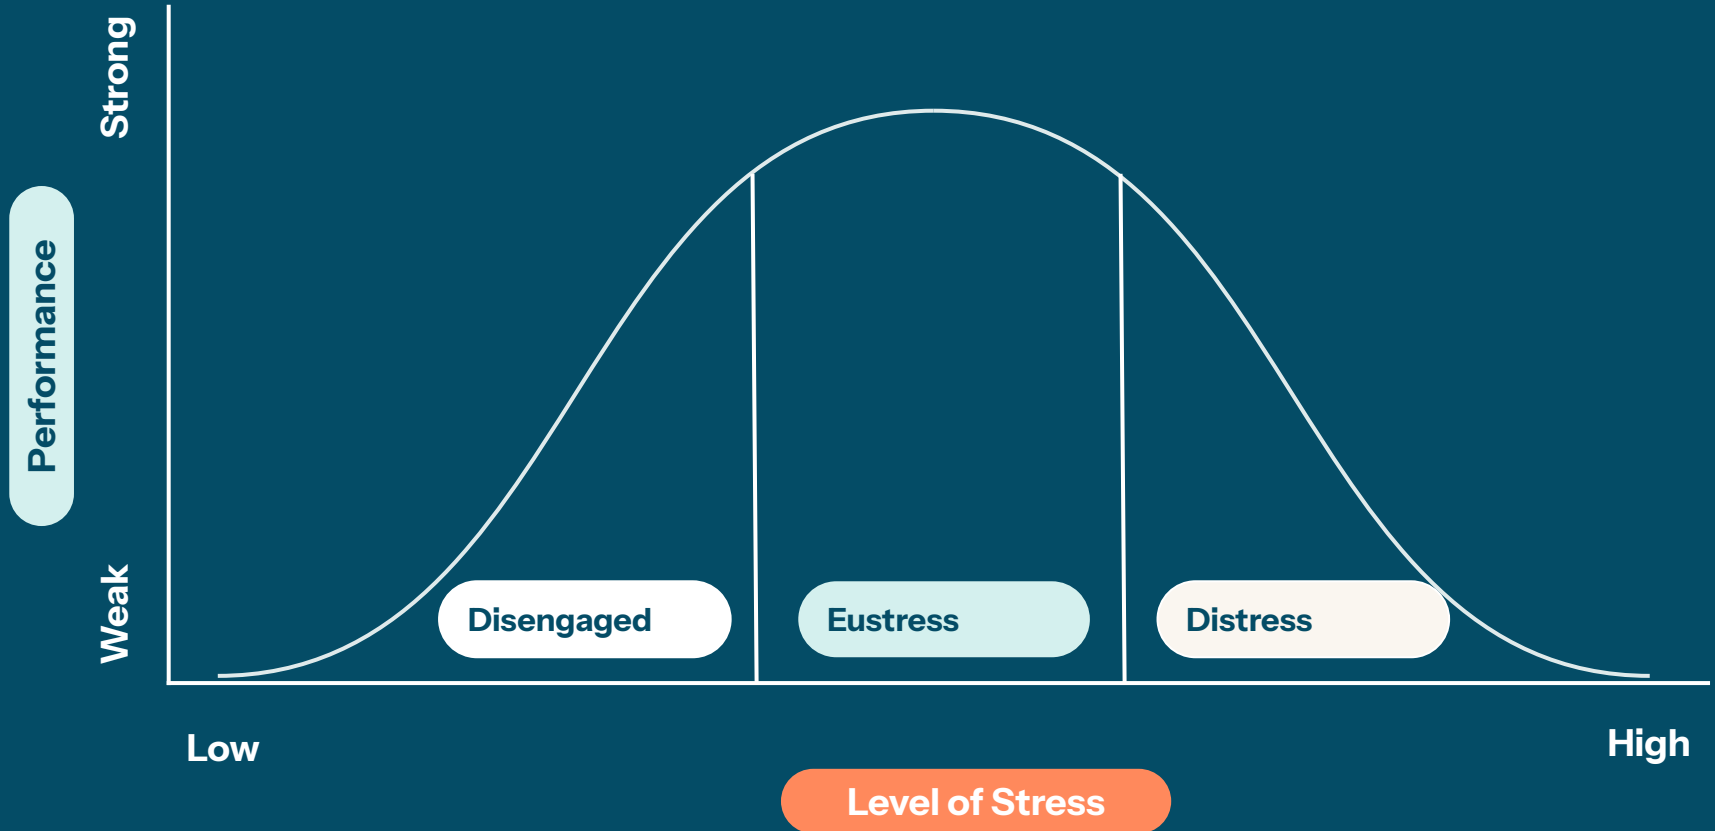 Strong
Performance
Weak
Disengaged
Eustress
Distress
Low
High
Level of Stress